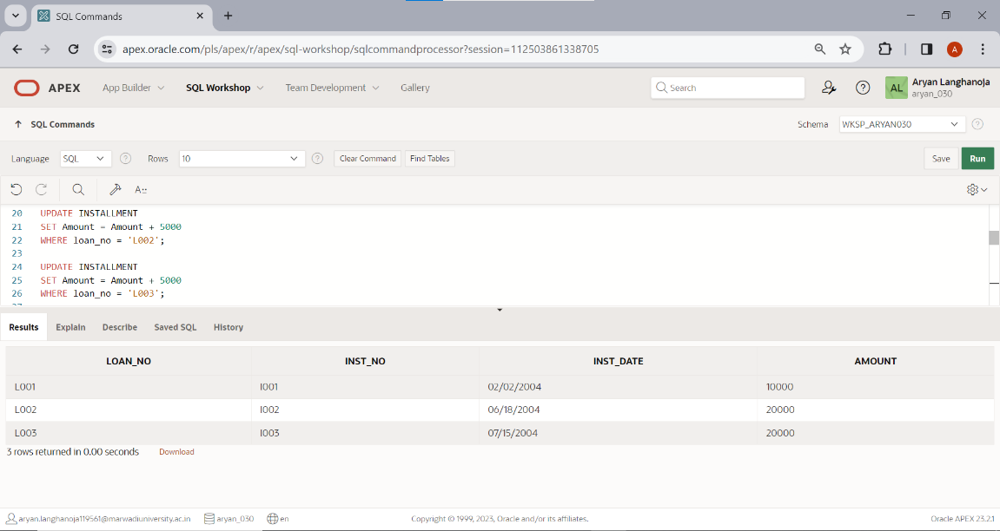 SQL Commands
apex.oracle.com/pls/apex/r/apex/sql-workshop/sqlcommandprocessor?session=112503861338705
A
APEX App Builder SQL Workshop Team Development Gallery Search AL Aryan Langhanoja
aryan_030
SQL Commands Schema WKSP_ARYAN030
Language SQL Rows 10 Clear Command Find Tables Save Run
20 UPDATE INSTALLMENT
21 SET Amount = Amount + 5000
22 WHERE loan_no = 'L002';
23
24 UPDATE INSTALLMENT
25 SET Amount = Amount + 5000
26 WHERE loan_no = 'L003';
Results Explain Describe Saved SQL History
LOAN_NO INST_NO INST_DATE AMOUNT
L001 I001 02/02/2004 10000
L002 I002 06/18/2004 20000
L003 I003 07/15/2004 20000
3 rows returned in 0.00 seconds Download
aryan.langhanoja119561@marwadiuniversity.ac.in aryan_030 en Copyright © 1999, 2023, Oracle and/or its affiliates. Oracle APEX 23.2.1